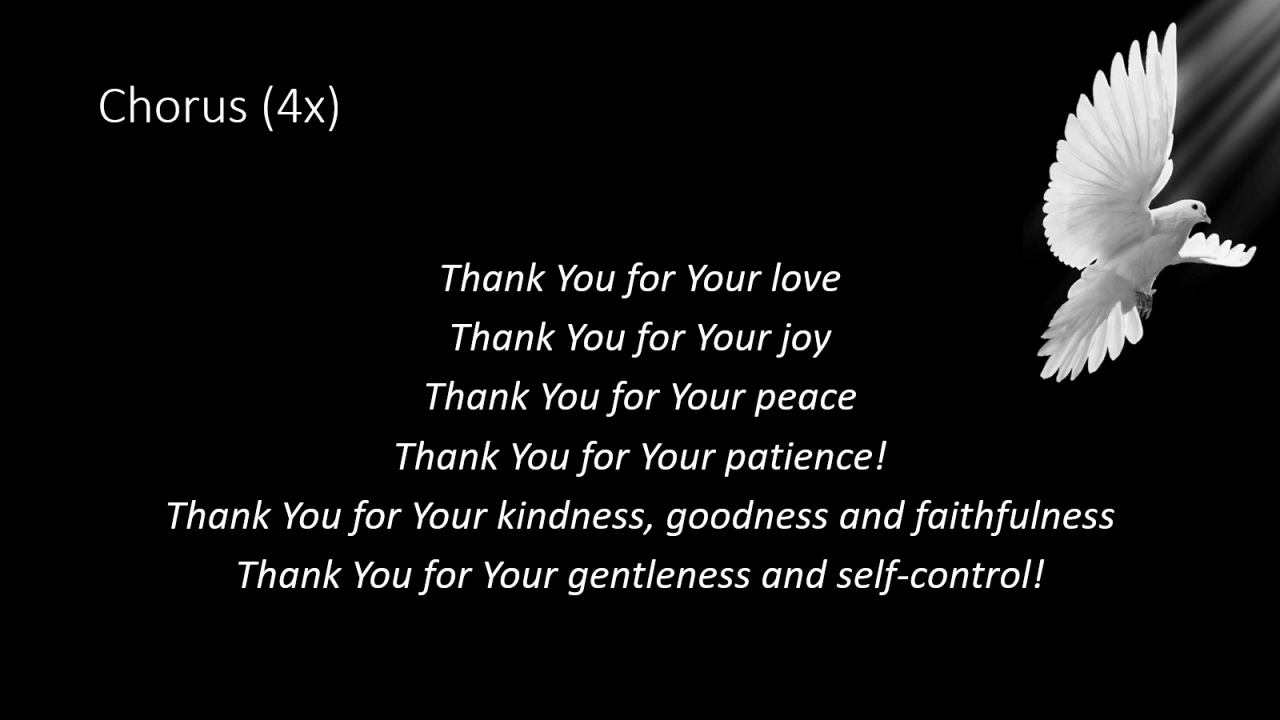 Chorus (4x)
Thank You for Your love
Thank You for Your joy
Thank You for Your peace
Thank You for Your patience!
Thank You for Your kindness, goodness and faithfulness
Thank You for Your gentleness and self-control!